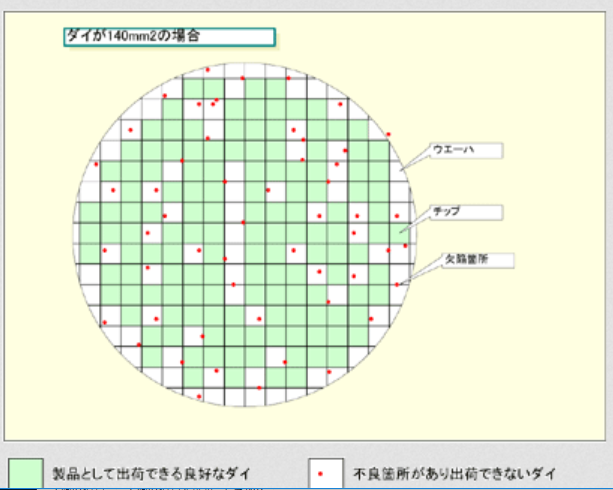 ダイが140mm2の場合
ウエーハ
チップ
欠陥箇所
製品として出荷できる良好なダイ
不良箇所があり出荷できないダイ